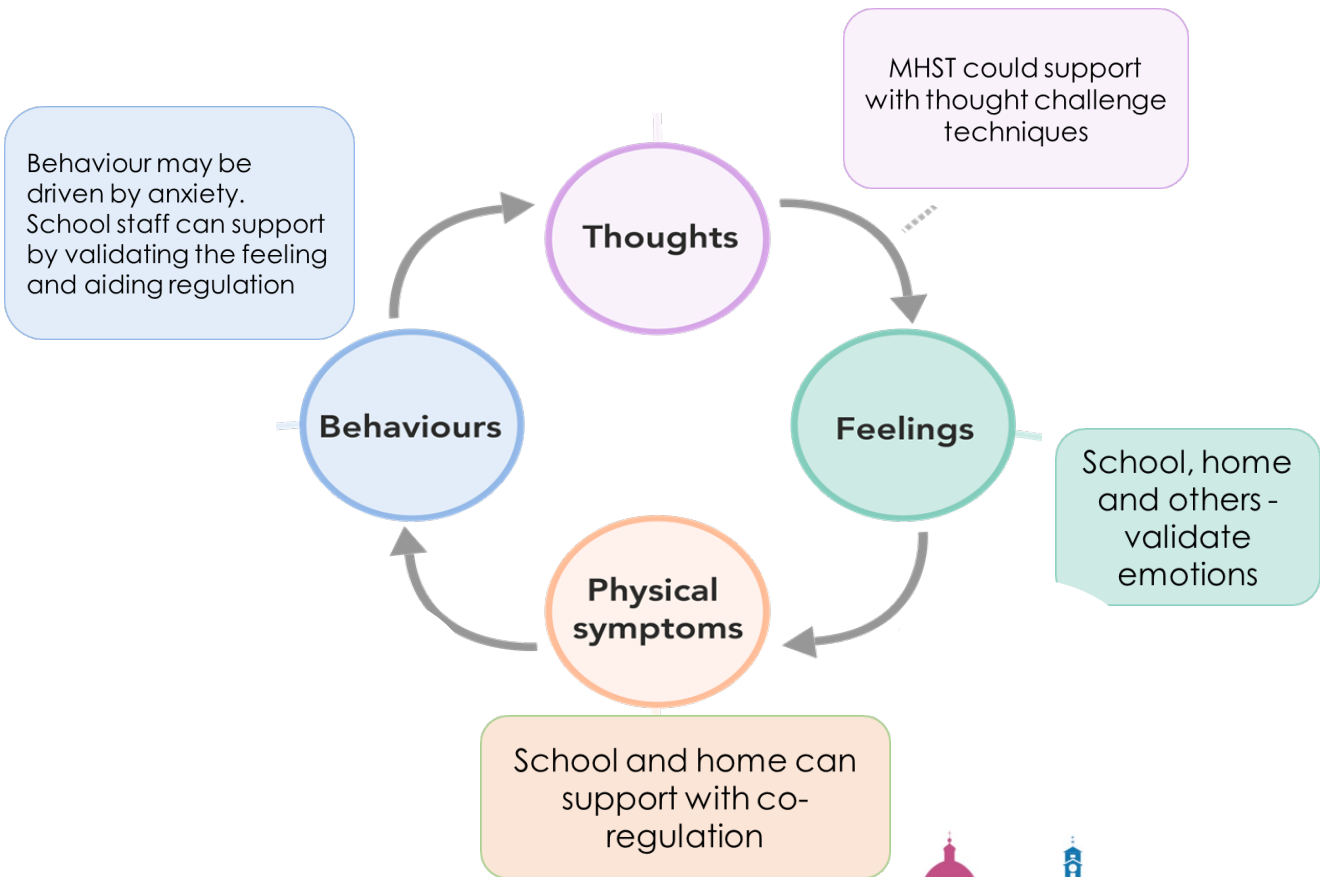 MHST could support
with thought challenge
techniques
Behaviour may be
driven by anxiety.
School staff can support
by validating the feeling
and aiding regulation
Thoughts
Behaviours
Feelings
School, home
and others -
validate
emotions
Physical
symptoms
School and home can
support with co-
regulation